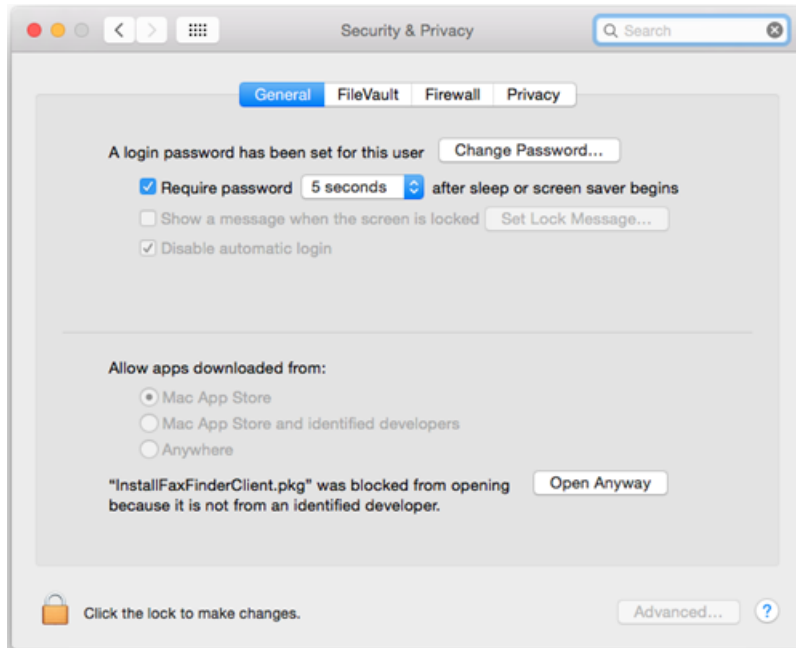 Security & Privacy
Search
General FileVault Firewall Privacy
A login password has been set for this user Change Password...
Require password 5 seconds after sleep or screen saver begins
Show a message when the screen is locked Set Lock Message...
Disable automatic login
Allow apps downloaded from:
Mac App Store
Mac App Store and identified developers
Anywhere
“InstallFaxFinderClient.pkg” was blocked from opening Open Anyway
because it is not from an identified developer.
Click the lock to make changes. Advanced... ?